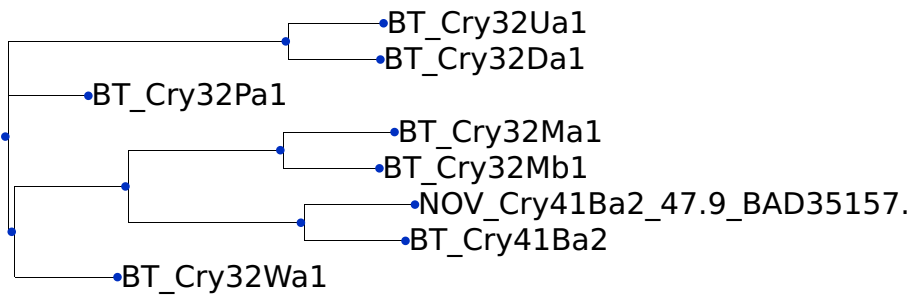 BT_Cry32Ua1
BT_Cry32Da1
BT_Cry32Pa1
BT_Cry32Ma1
BT_Cry32Mb1
NOV_Cry41Ba2_47.9_BAD35157.
BT_Cry41Ba2
BT_Cry32Wa1